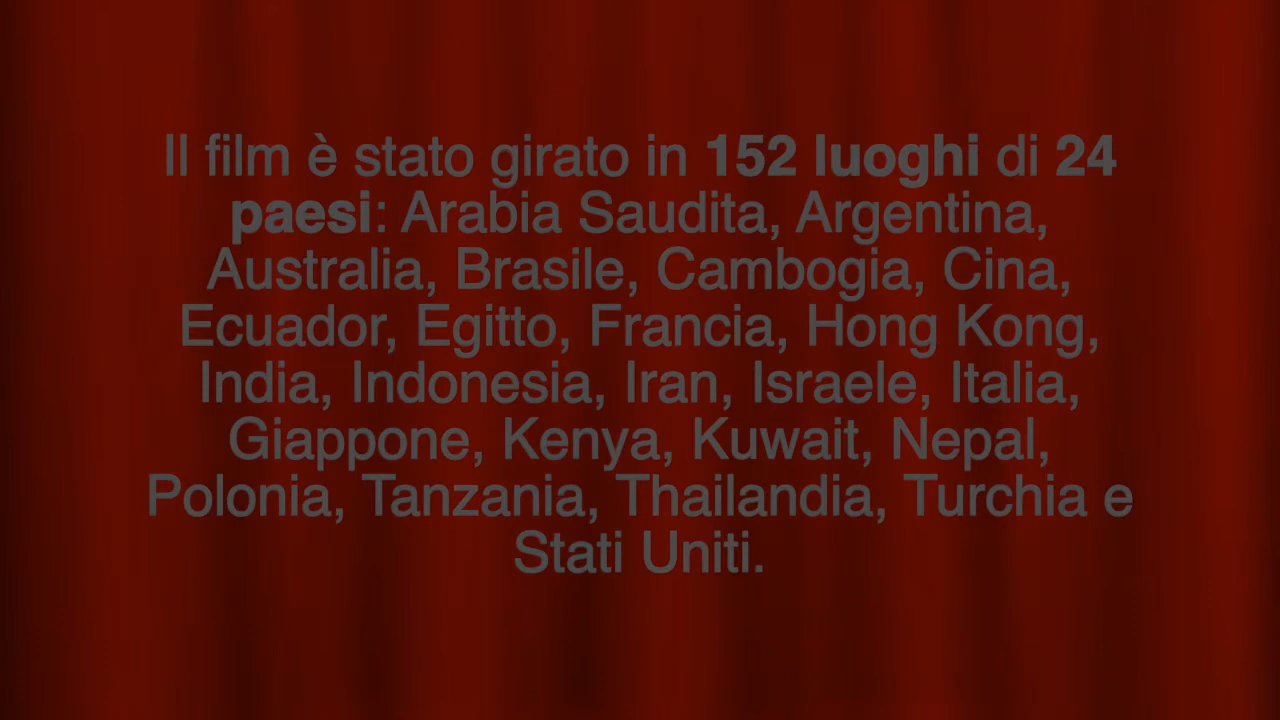 Il film è stato girato in 152 luoghi di 24
paesi: Arabia Saudita, Argentina,
Australia, Brasile, Cambogia, Cina,
Ecuador, Egitto, Francia, Hong Kong,
India, Indonesia, Iran, Israele, Italia,
Giappone, Kenya, Kuwait, Nepal,
Polonia, Tanzania, Thailandia, Turchia e
Stati Uniti.